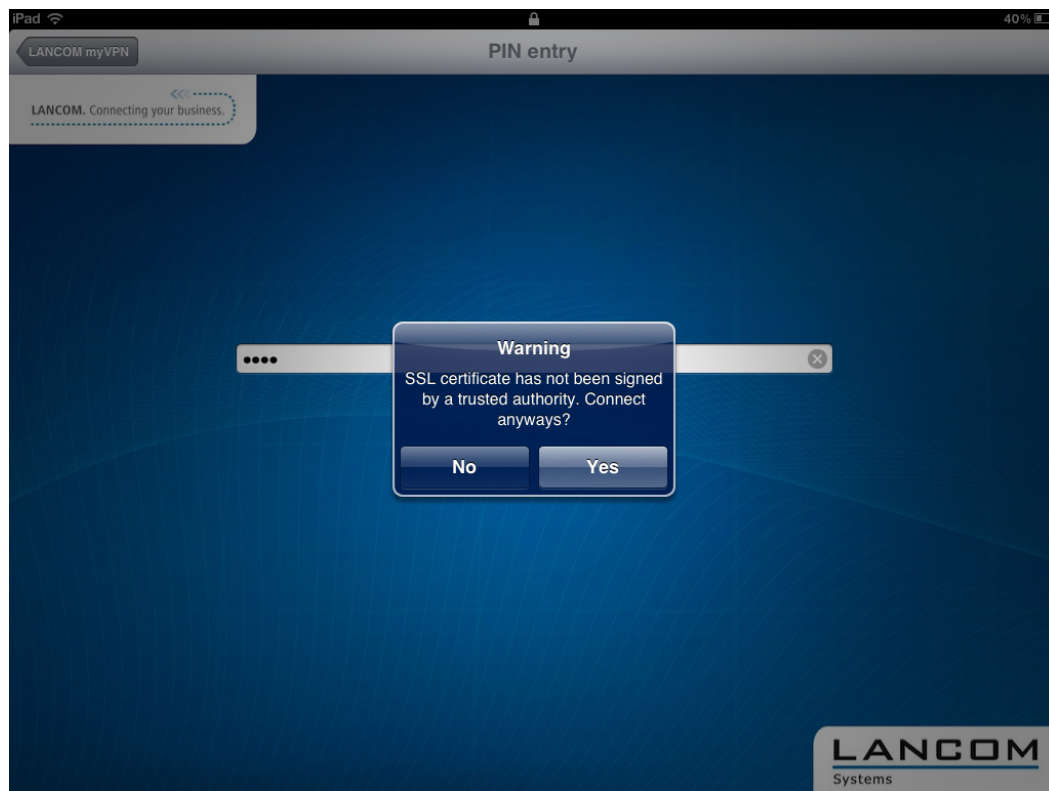 iPad 40%
LANCOM myVPN PIN entry
LANCOM. Connecting your business.
••••
Warning
SSL certificate has not been signed
by a trusted authority. Connect
anyways?
No Yes
LANCOM
Systems